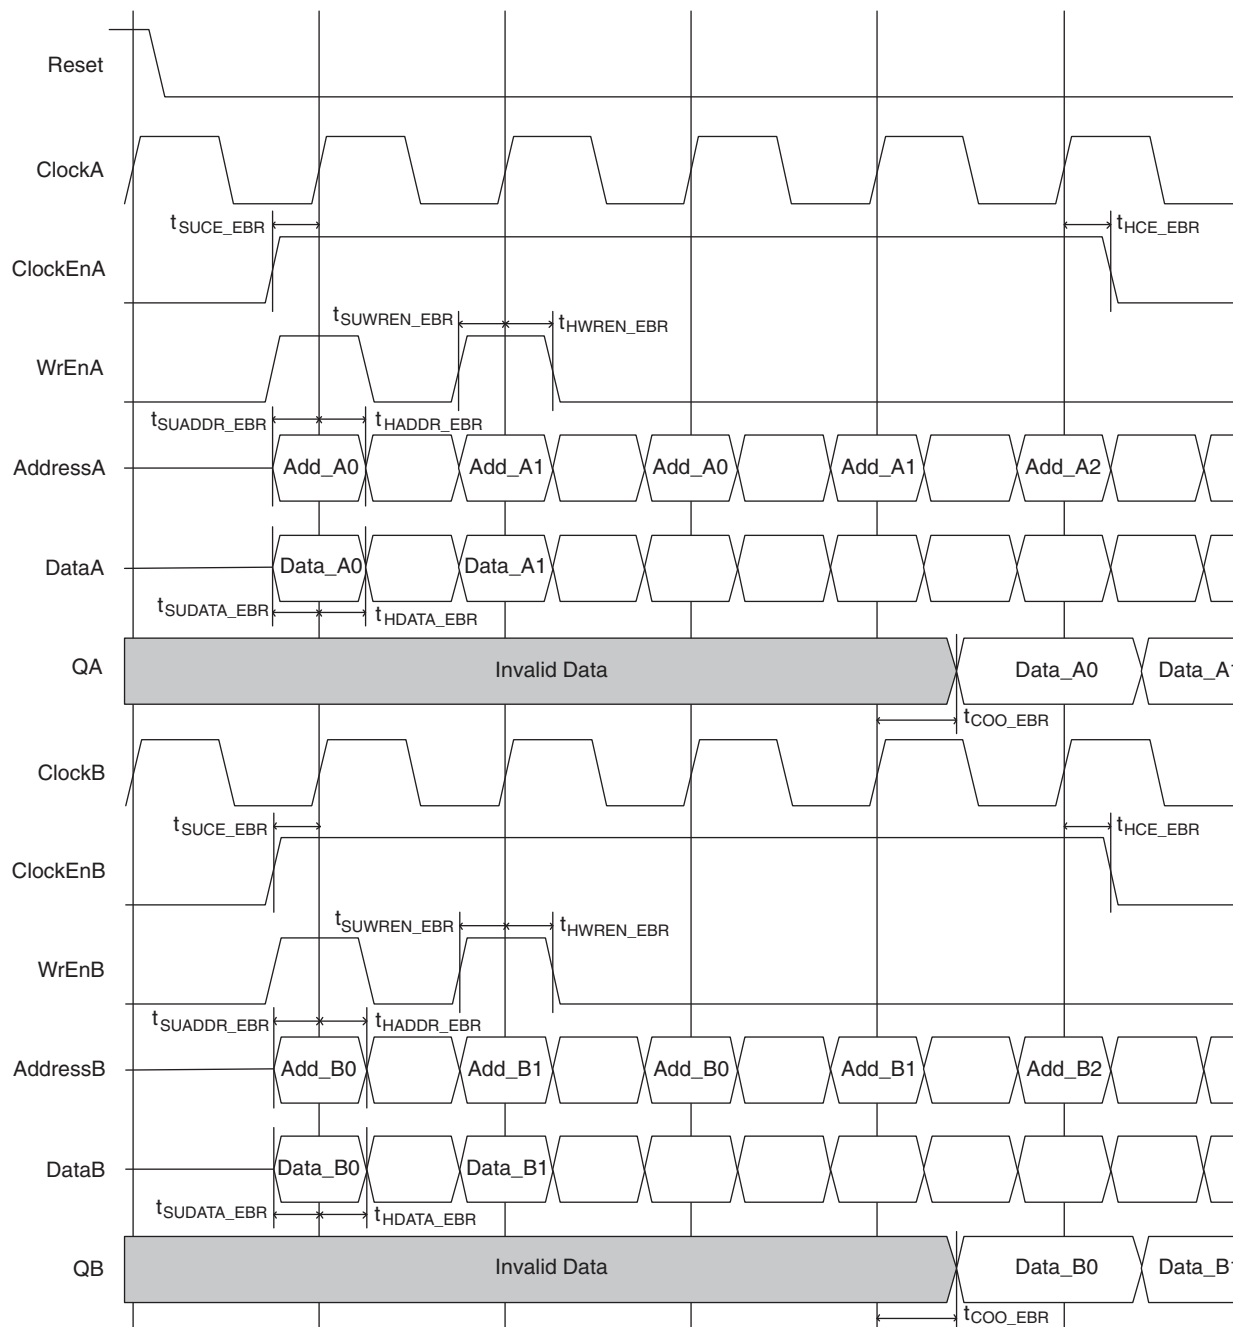 Reset
ClockA
tSUCE_EBR tHCE_EBR
ClockEnA
tSUWREN_EBR tHWREN_EBR
WrEnA
tSUADDR_EBR tHADDR_EBR
AddressA Add_A0 Add_A1 Add_A0 Add_A1 Add_A2
DataA Data_A0 Data_A1
tSUDATA_EBR tHDATA_EBR
QA Invalid Data Data_A0 Data_A1
tCOO_EBR
ClockB
tSUCE_EBR tHCE_EBR
ClockEnB
tSUWREN_EBR tHWREN_EBR
WrEnB
tSUADDR_EBR tHADDR_EBR
AddressB Add_B0 Add_B1 Add_B0 Add_B1 Add_B2
DataB Data_B0 Data_B1
tSUDATA_EBR tHDATA_EBR
QB Invalid Data Data_B0 Data_B1
tCOO_EBR